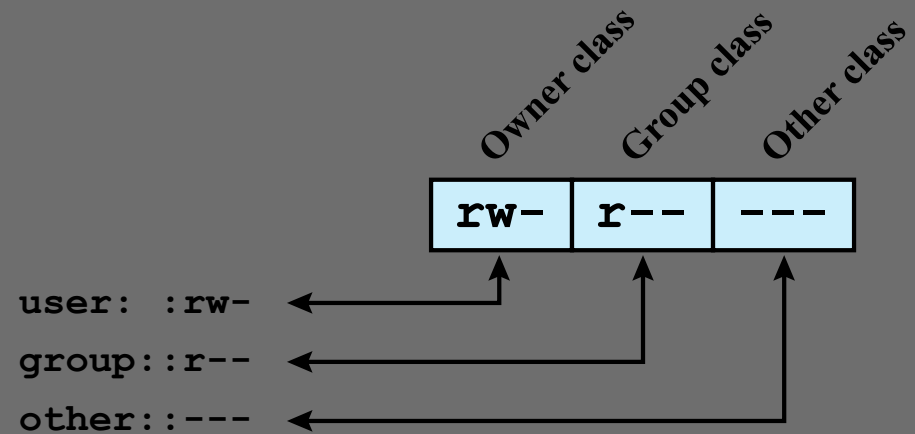 Owner class
Group class
Other class
rw- r-- ---
user: :rw-
group::r--
other::---